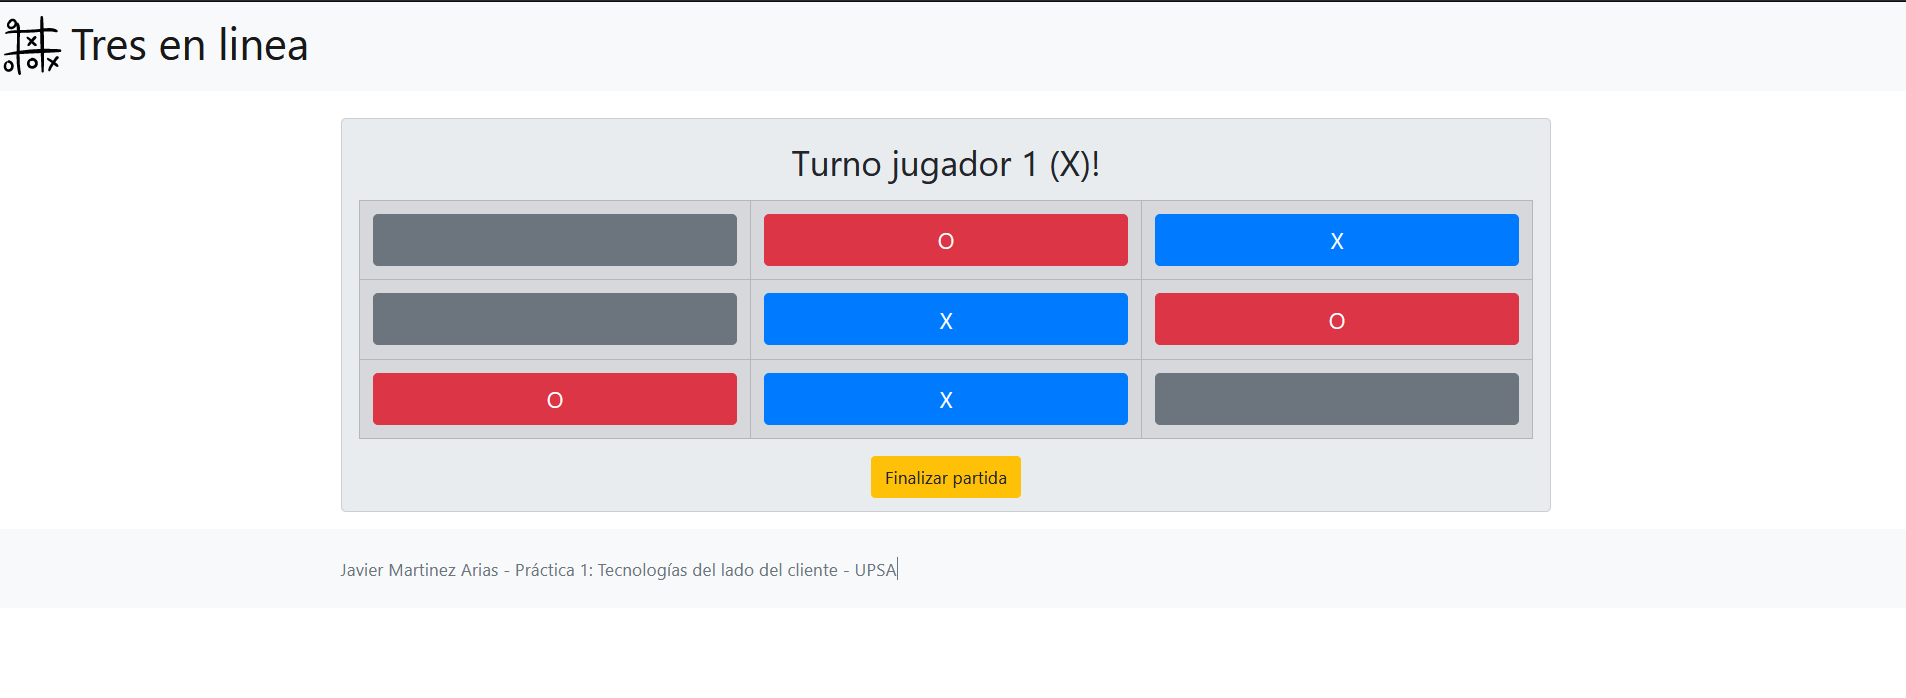 Tres en linea
Turno jugador 1 (X)!
O X
X O
O X
Finalizar partida
Javier Martinez Arias - Práctica 1: Tecnologías del lado del cliente - UPSA